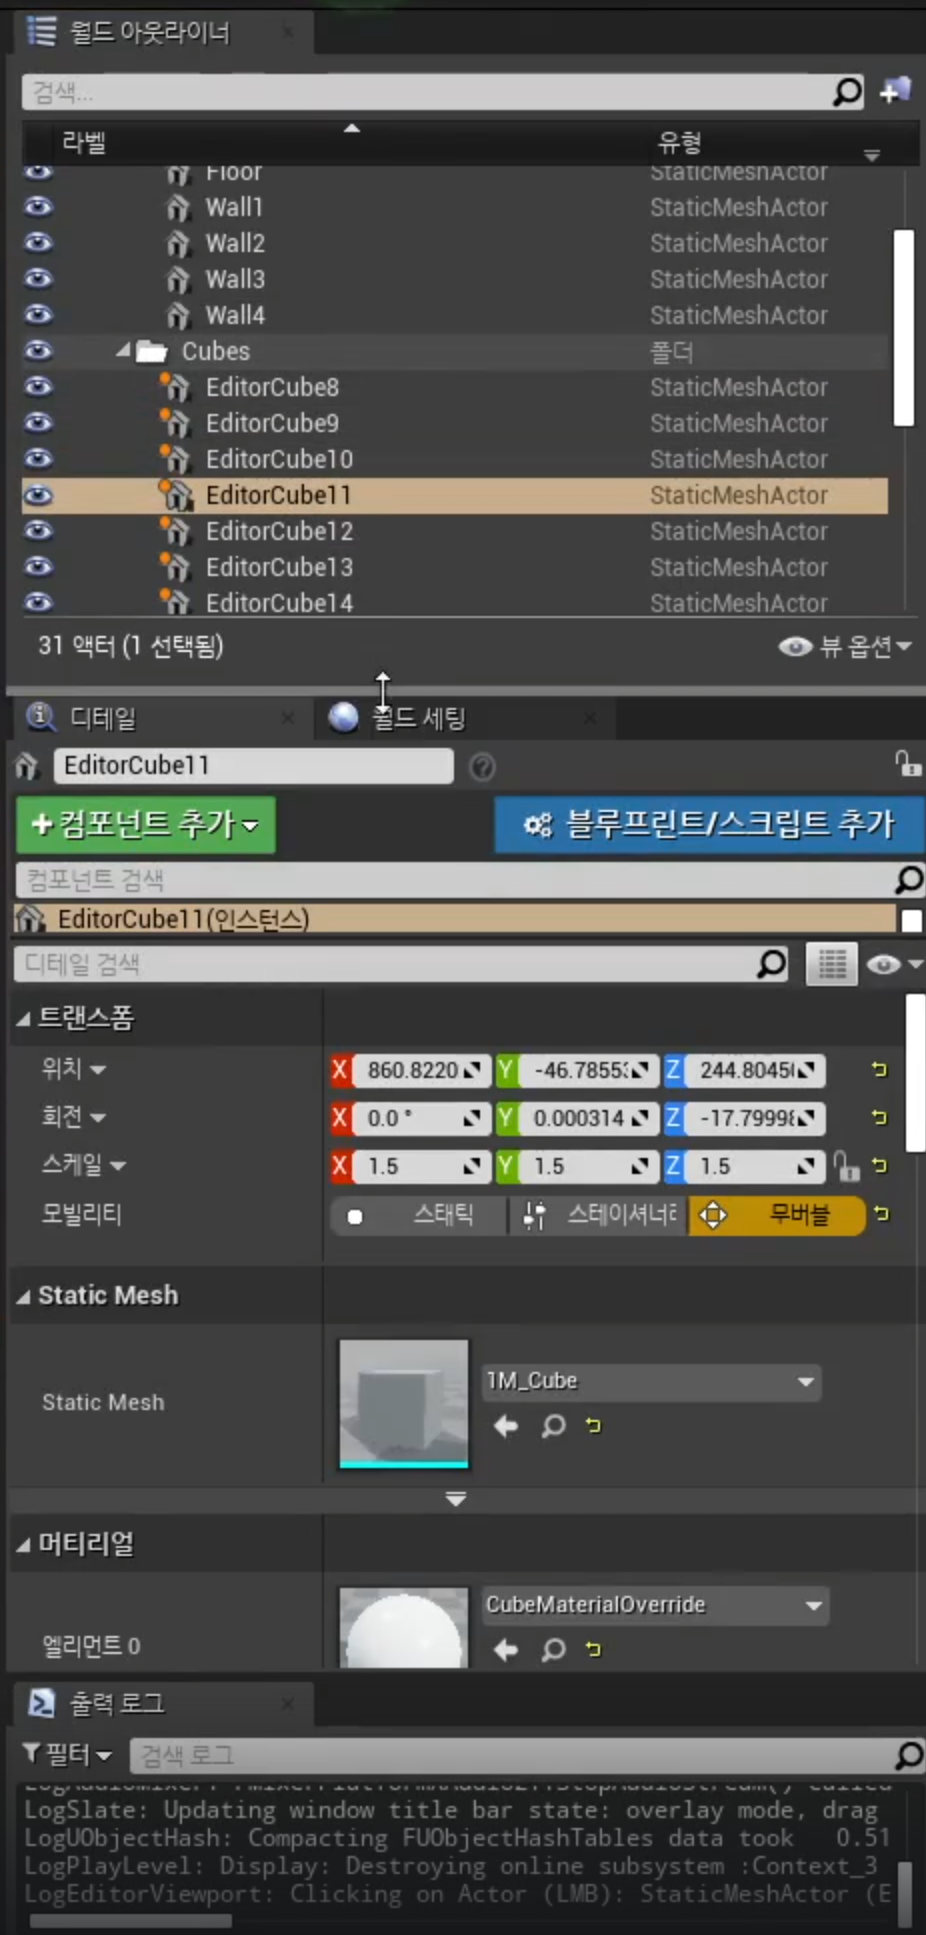 월드 아웃라이너
검색...
라벨 유형
Floor StaticMeshActor
Wall1 StaticMeshActor
Wall2 StaticMeshActor
Wall3 StaticMeshActor
Wall4 StaticMeshActor
Cubes 폴더
EditorCube8 StaticMeshActor
EditorCube9 StaticMeshActor
EditorCube10 StaticMeshActor
EditorCube11 StaticMeshActor
EditorCube12 StaticMeshActor
EditorCube13 StaticMeshActor
EditorCube14 StaticMeshActor
31 액터 (1 선택됨) 뷰 옵션
디테일 월드 세팅
EditorCube11
+컴포넌트 추가 블루프린트/스크립트 추가
컴포넌트 검색
EditorCube11(인스턴스)
디테일 검색
트랜스폼
위치 X 860.8220 Y -46.7855 Z 244.8045
회전 X 0.0 ° Y 0.000314 Z -17.7999
스케일 X 1.5 Y 1.5 Z 1.5
모빌리티 스태틱 스테이셔너리 무버블
Static Mesh
Static Mesh 1M_Cube
머티리얼
엘리먼트 0 CubeMaterialOverride
출력 로그
필터 검색 로그
LogSlate: Updating window title bar state: overlay mode, drag
LogUObjectHash: Compacting FUObjectHashTables data took 0.51
LogPlayLevel: Display: Destroying online subsystem :Context_3
LogEditorViewport: Clicking on Actor (LMB): StaticMeshActor (E